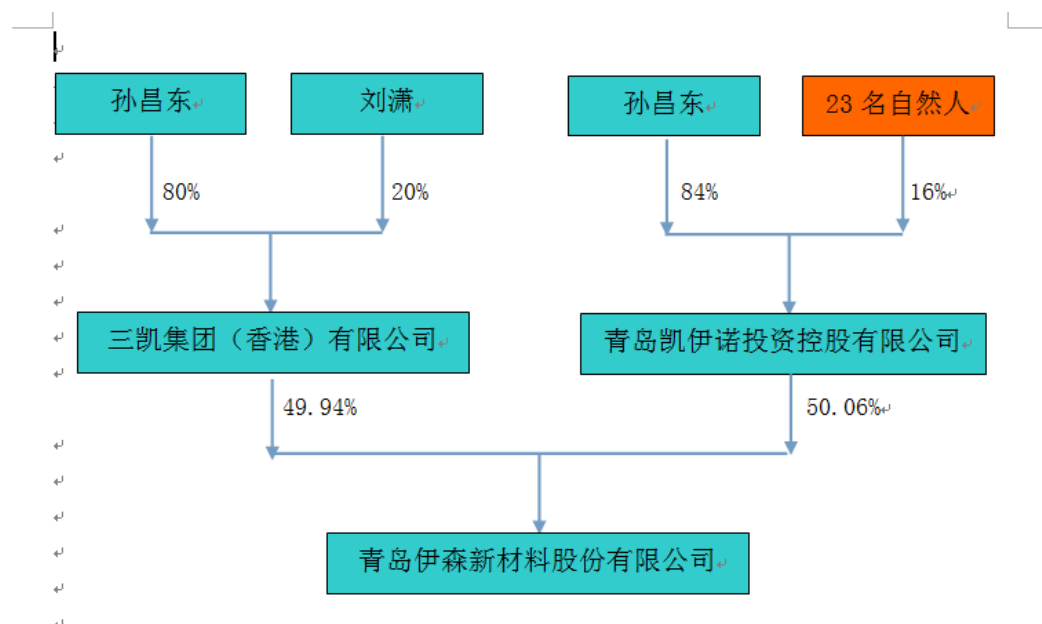 孙昌东
刘潇
孙昌东
23 名自然人
80%
20%
84%
16%
三凯集团（香港）有限公司
青岛凯伊诺投资控股有限公司
49.94%
50.06%
青岛伊森新材料股份有限公司